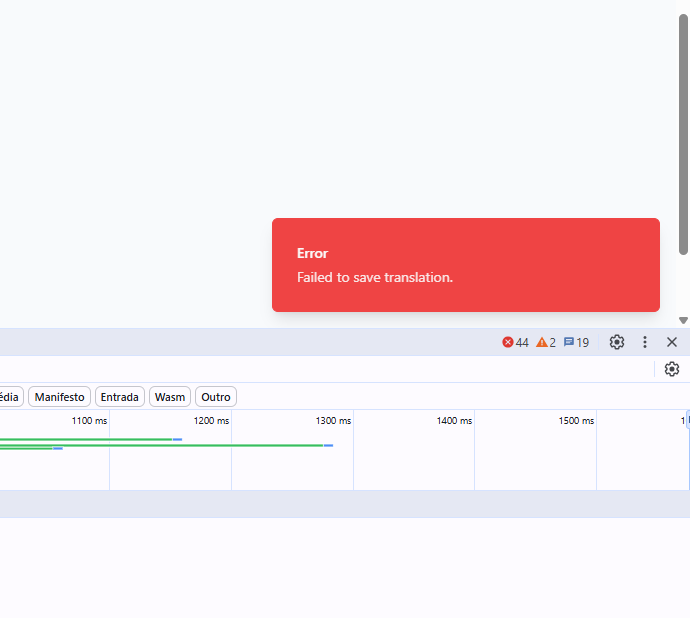 Error
Failed to save translation.
44 2 19
édia Manifesto Entrada Wasm Outro
1100 ms 1200 ms 1300 ms 1400 ms 1500 ms 1